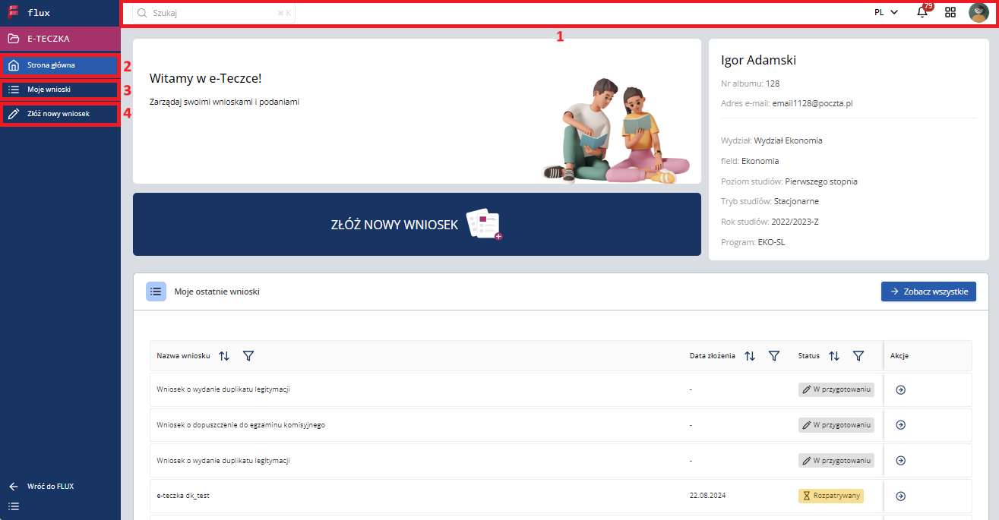 flux
Szukaj
⌘ K
PL
79
1
E-TECZKA
Strona główna
2
Moje wnioski
3
Złóż nowy wniosek
4
Witamy w e-Teczce!
Zarządaj swoimi wnioskami i podaniami
ZŁÓŻ NOWY WNIOSEK
Igor Adamski
Nr albumu: 128
Adres e-mail: email1128@poczta.pl
Wydział: Wydział Ekonomia
field: Ekonomia
Poziom studiów: Pierwszego stopnia
Tryb studiów: Stacjonarne
Rok studiów: 2022/2023-Z
Program: EKO-SL
Moje ostatnie wnioski
Zobacz wszystkie
Nazwa wniosku Data złożenia Status Akcje
Wniosek o wydanie duplikatu legitymacji - W przygotowaniu
Wniosek o dopuszczenie do egzaminu komisyjnego - W przygotowaniu
Wniosek o wydanie duplikatu legitymacji - W przygotowaniu
e-teczka dk_test 22.08.2024 Rozpatrywany
Wróć do FLUX